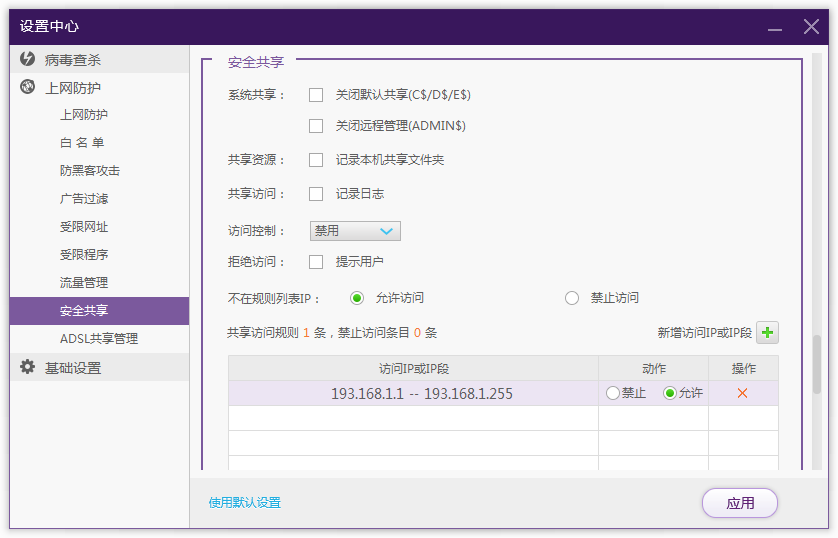 设置中心
病毒查杀
上网防护
上网防护
白 名 单
防黑客攻击
广告过滤
受限网址
受限程序
流量管理
安全共享
ADSL共享管理
基础设置
安全共享
系统共享： 关闭默认共享(C$/D$/E$)
关闭远程管理(ADMIN$)
共享资源： 记录本机共享文件夹
共享访问： 记录日志
访问控制： 禁用
拒绝访问： 提示用户
不在规则列表IP： 允许访问 禁止访问
共享访问规则 1 条，禁止访问条目 0 条 新增访问IP或IP段
访问IP或IP段 动作 操作
193.168.1.1 -- 193.168.1.255 禁止 允许
使用默认设置 应用